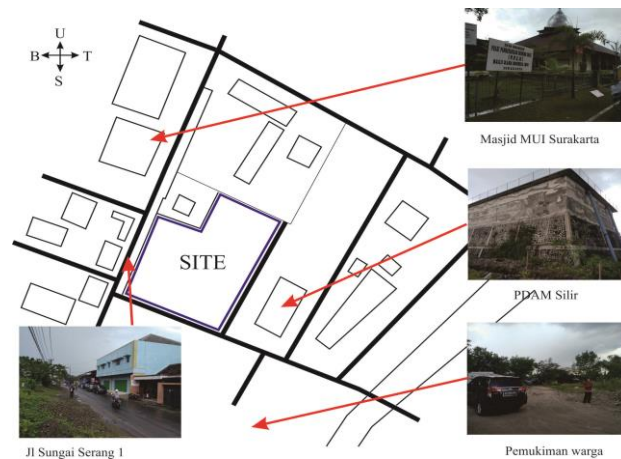 U
B T
S
Masjid MUI Surakarta
SITE
PDAM Silir
Jl Sungai Serang 1
Pemukiman warga